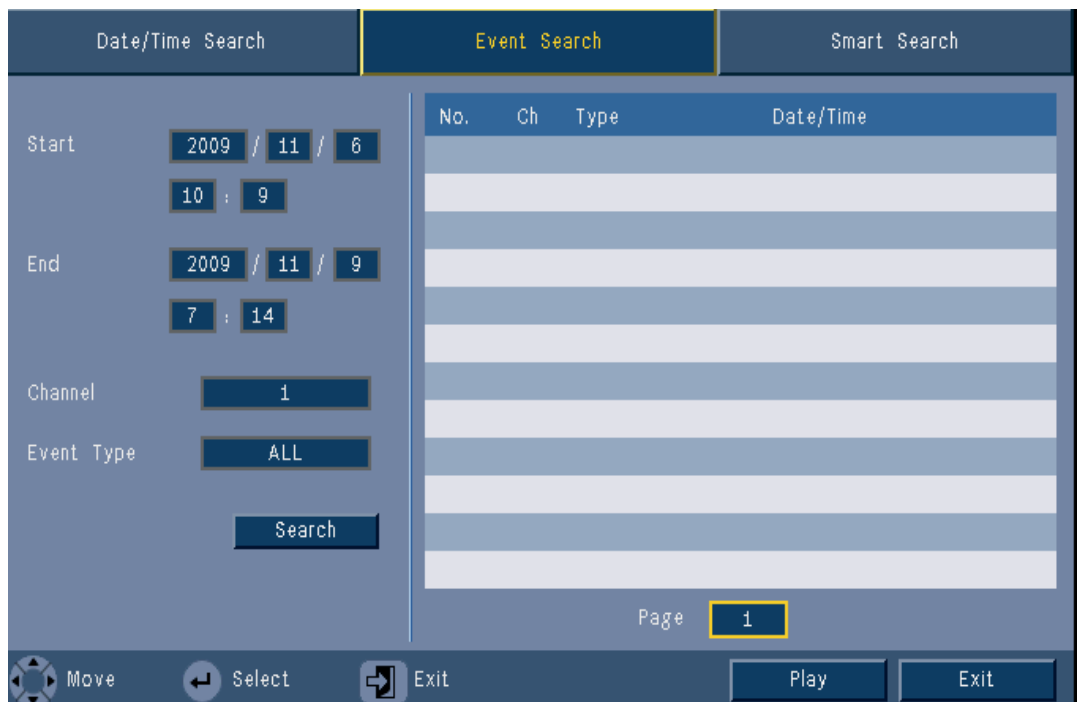 Date/Time Search Event Search Smart Search
Start 2009 / 11 / 6
10 : 9
End 2009 / 11 / 9
7 : 14
Channel 1
Event Type ALL
Search
No. Ch Type Date/Time
Page 1
Move Select Exit Play Exit